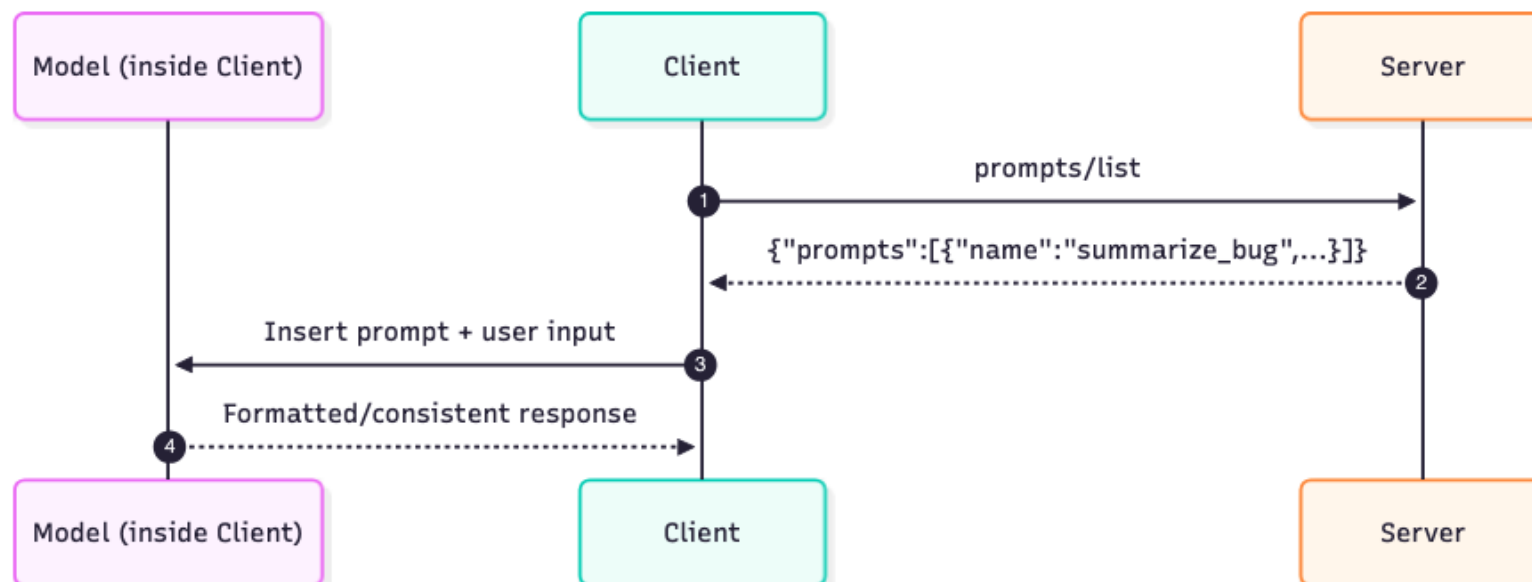 Model (inside Client)
Client
Server
prompts/list
1
{"prompts":[{"name":"summarize_bug",...}]}
2
Insert prompt + user input
3
Formatted/consistent response
4
Model (inside Client)
Client
Server